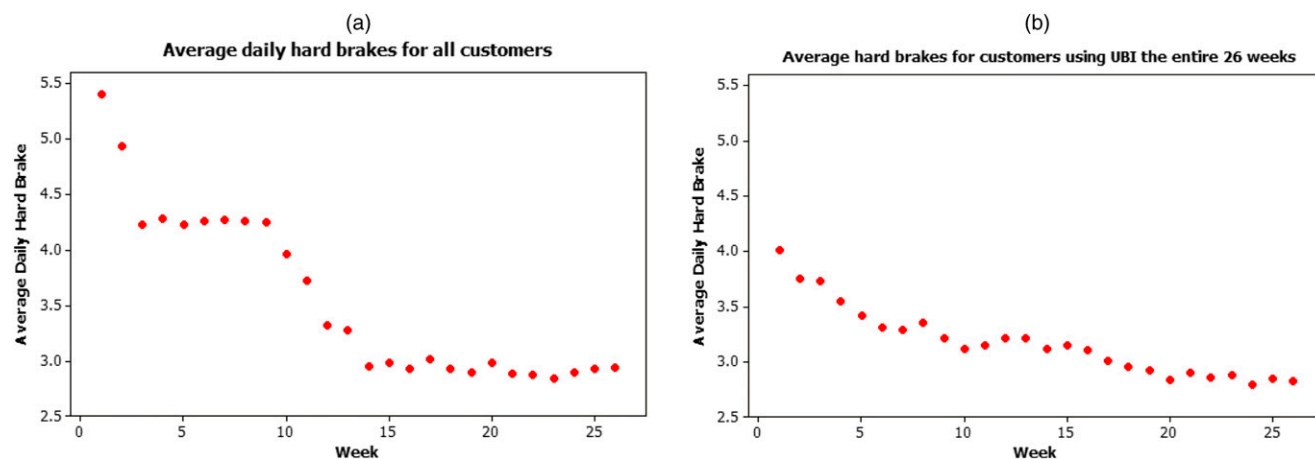 (a)
Average daily hard brakes for all customers
5.5
5.0
4.5
4.0
3.5
3.0
2.5
Average Daily Hard Brake
0 5 10 15 20 25
Week
(b)
Average hard brakes for customers using UBI the entire 26 weeks
5.5
5.0
4.5
4.0
3.5
3.0
2.5
Average Daily Hard Brake
0 5 10 15 20 25
Week